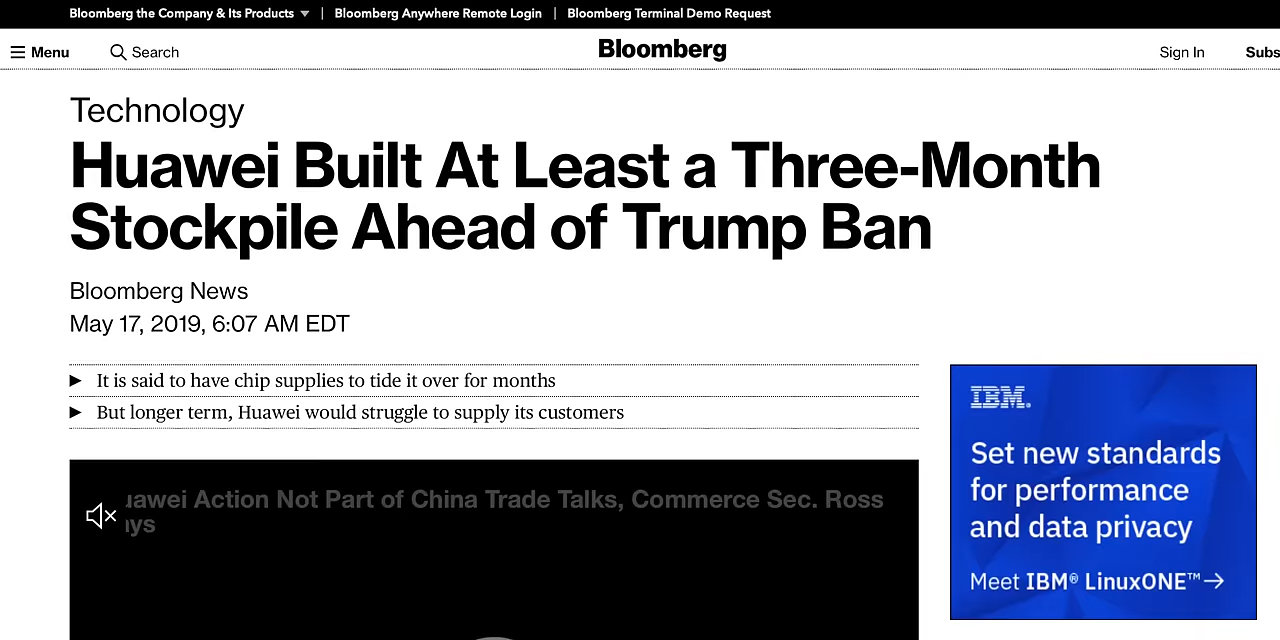 Bloomberg the Company & Its Products | Bloomberg Anywhere Remote Login | Bloomberg Terminal Demo Request
Menu Search Bloomberg Sign In Subs
Technology
Huawei Built At Least a Three-Month
Stockpile Ahead of Trump Ban
Bloomberg News
May 17, 2019, 6:07 AM EDT
It is said to have chip supplies to tide it over for months
But longer term, Huawei would struggle to supply its customers
uawei Action Not Part of China Trade Talks, Commerce Sec. Ross
ys
IBM®
Set new standards
for performance
and data privacy
Meet IBM® LinuxONE™→